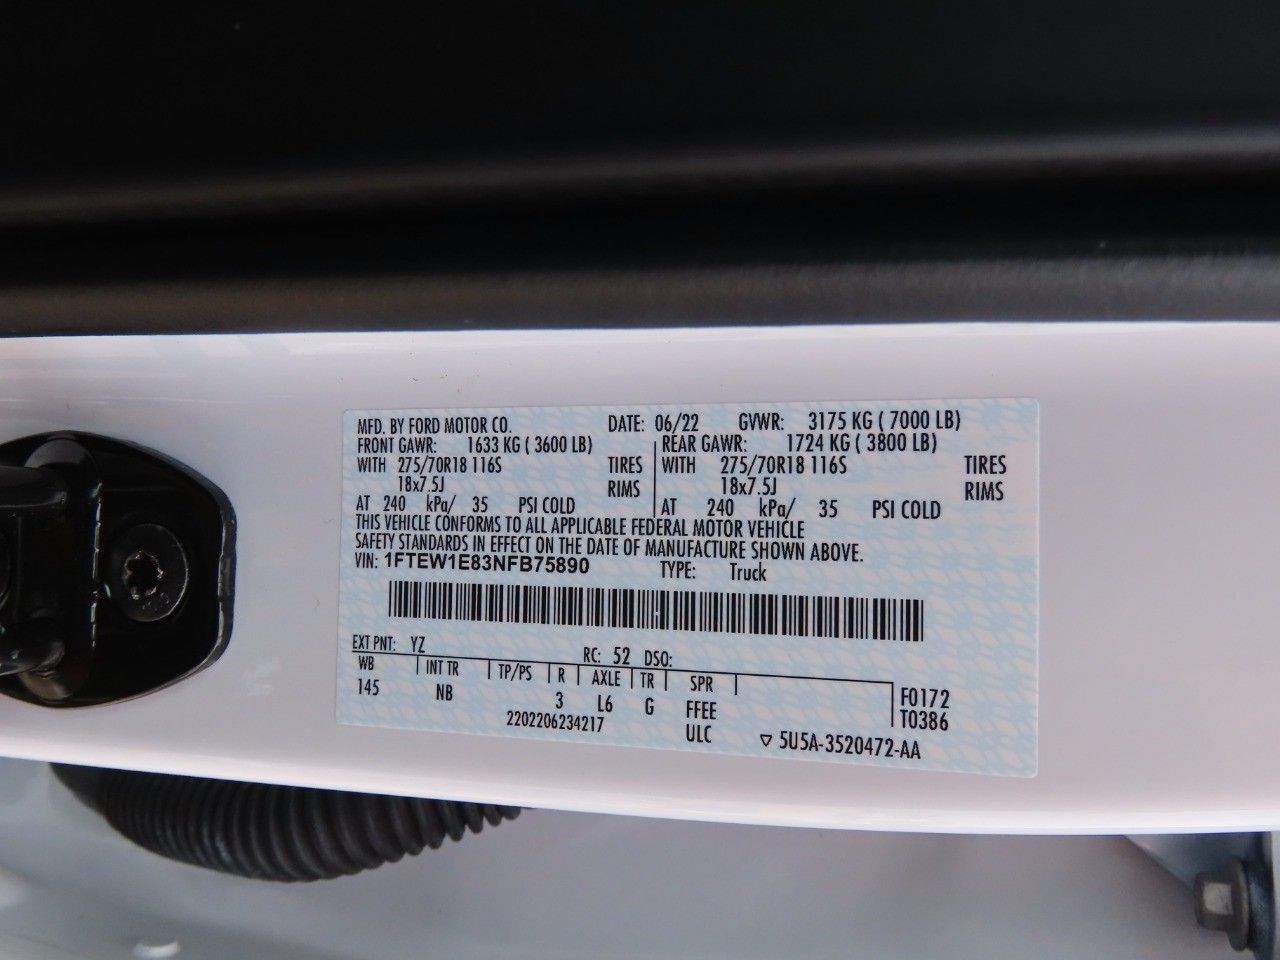 MFD. BY FORD MOTOR CO. DATE: 06/22 GVWR: 3175 KG ( 7000 LB)
FRONT GAWR: 1633 KG ( 3600 LB) REAR GAWR: 1724 KG ( 3800 LB)
WITH 275/70R18 116S TIRES WITH 275/70R18 116S TIRES
18x7.5J RIMS 18x7.5J RIMS
AT 240 kPa/ 35 PSI COLD AT 240 kPa/ 35 PSI COLD
THIS VEHICLE CONFORMS TO ALL APPLICABLE FEDERAL MOTOR VEHICLE
SAFETY STANDARDS IN EFFECT ON THE DATE OF MANUFACTURE SHOWN ABOVE.
VIN: 1FTEW1E83NFB75890 TYPE: Truck
EXT PNT: YZ RC: 52 DSO:
WB INT TR TP/PS R AXLE TR SPR
145 NB 3 L6 G FFEE F0172
2202206234217 ULC T0386
▽ 5U5A-3520472-AA